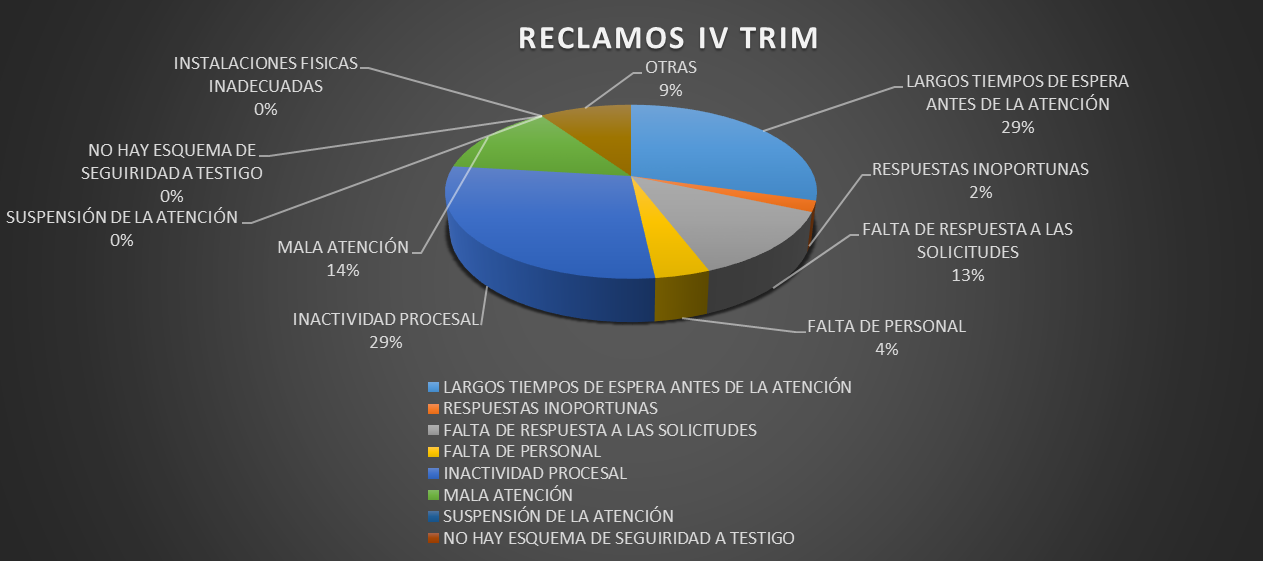 RECLAMOS IV TRIM
INSTALACIONES FISICAS
INADECUADAS
0%
OTRAS
9%
LARGOS TIEMPOS DE ESPERA
ANTES DE LA ATENCIÓN
29%
NO HAY ESQUEMA DE
SEGUIRIDAD A TESTIGO
0%
RESPUESTAS INOPORTUNAS
2%
SUSPENSIÓN DE LA ATENCIÓN
0%
FALTA DE RESPUESTA A LAS
SOLICITUDES
13%
MALA ATENCIÓN
14%
INACTIVIDAD PROCESAL
29%
FALTA DE PERSONAL
4%
LARGOS TIEMPOS DE ESPERA ANTES DE LA ATENCIÓN
RESPUESTAS INOPORTUNAS
FALTA DE RESPUESTA A LAS SOLICITUDES
FALTA DE PERSONAL
INACTIVIDAD PROCESAL
MALA ATENCIÓN
SUSPENSIÓN DE LA ATENCIÓN
NO HAY ESQUEMA DE SEGUIRIDAD A TESTIGO